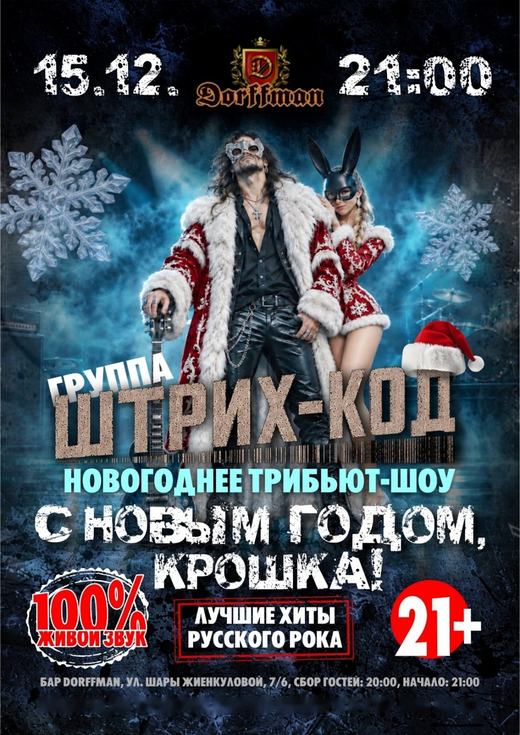 15.12.
Dorffman
21:00
ГРУППА
ШТРИХ-КОД
НОВОГОДНЕЕ ТРИБЬЮТ-ШОУ
С НОВЫМ ГОДОМ,
КРОШКА!
100%
ЖИВОЙ ЗВУК
ЛУЧШИЕ ХИТЫ
РУССКОГО РОКА
21+
БАР DORFFMAN, УЛ. ШАРЫ ЖИЕНКУЛОВОЙ, 7/6, СБОР ГОСТЕЙ: 20:00, НАЧАЛО: 21:00